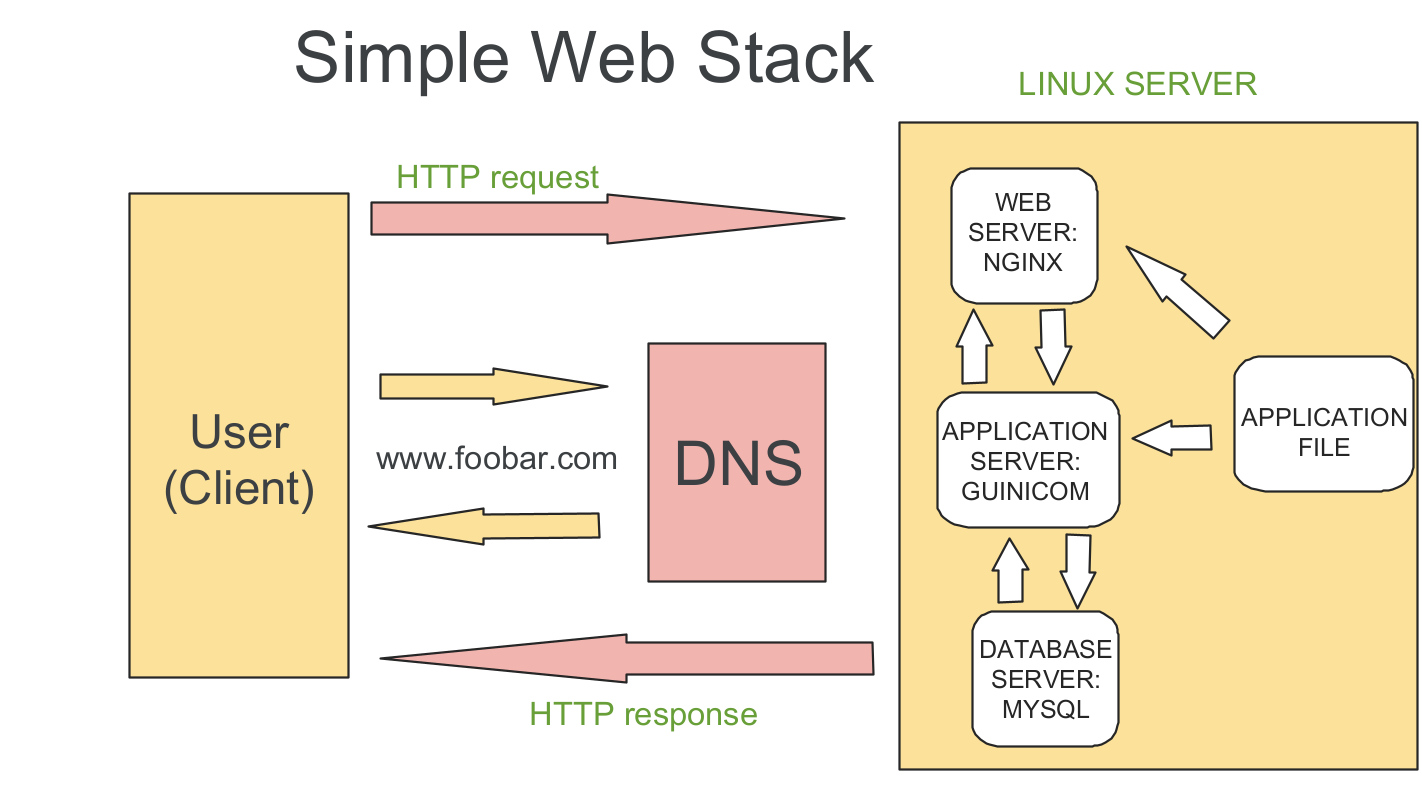 Simple Web Stack
LINUX SERVER
HTTP request
WEB
SERVER:
NGINX
User
(Client)
www.foobar.com
DNS
APPLICATION
SERVER:
GUINICOM
APPLICATION
FILE
DATABASE
SERVER:
MYSQL
HTTP response